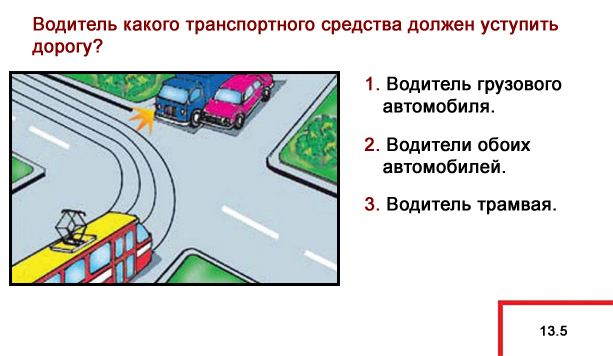 Водитель какого транспортного средства должен уступить
дорогу?
1. Водитель грузового
автомобиля.
2. Водители обоих
автомобилей.
3. Водитель трамвая.
13.5